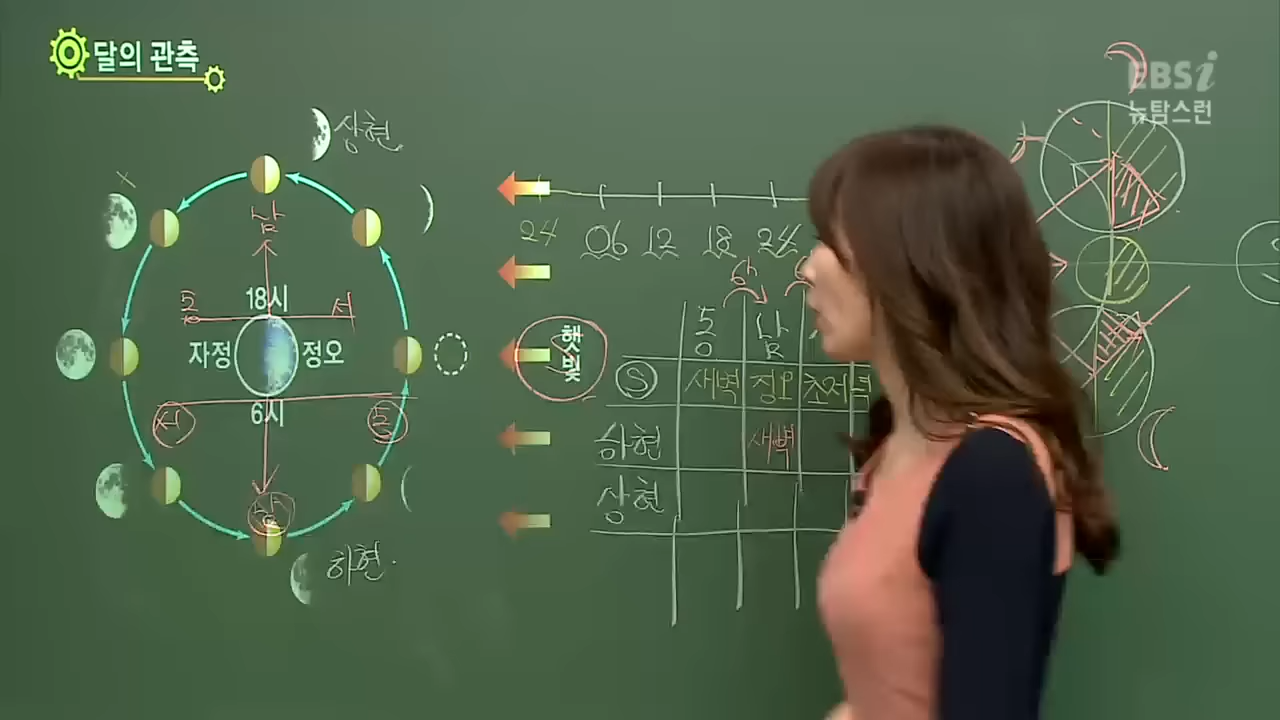 달의 관측
EBSi
뉴탐스런
상현
남
18시
동
서
자정
정오
6시
서
동
남
하현
햇빛
24 06 12 18 24
6h
동 남
Ⓢ 새벽 정오 초저녁
하현 새벽
상현